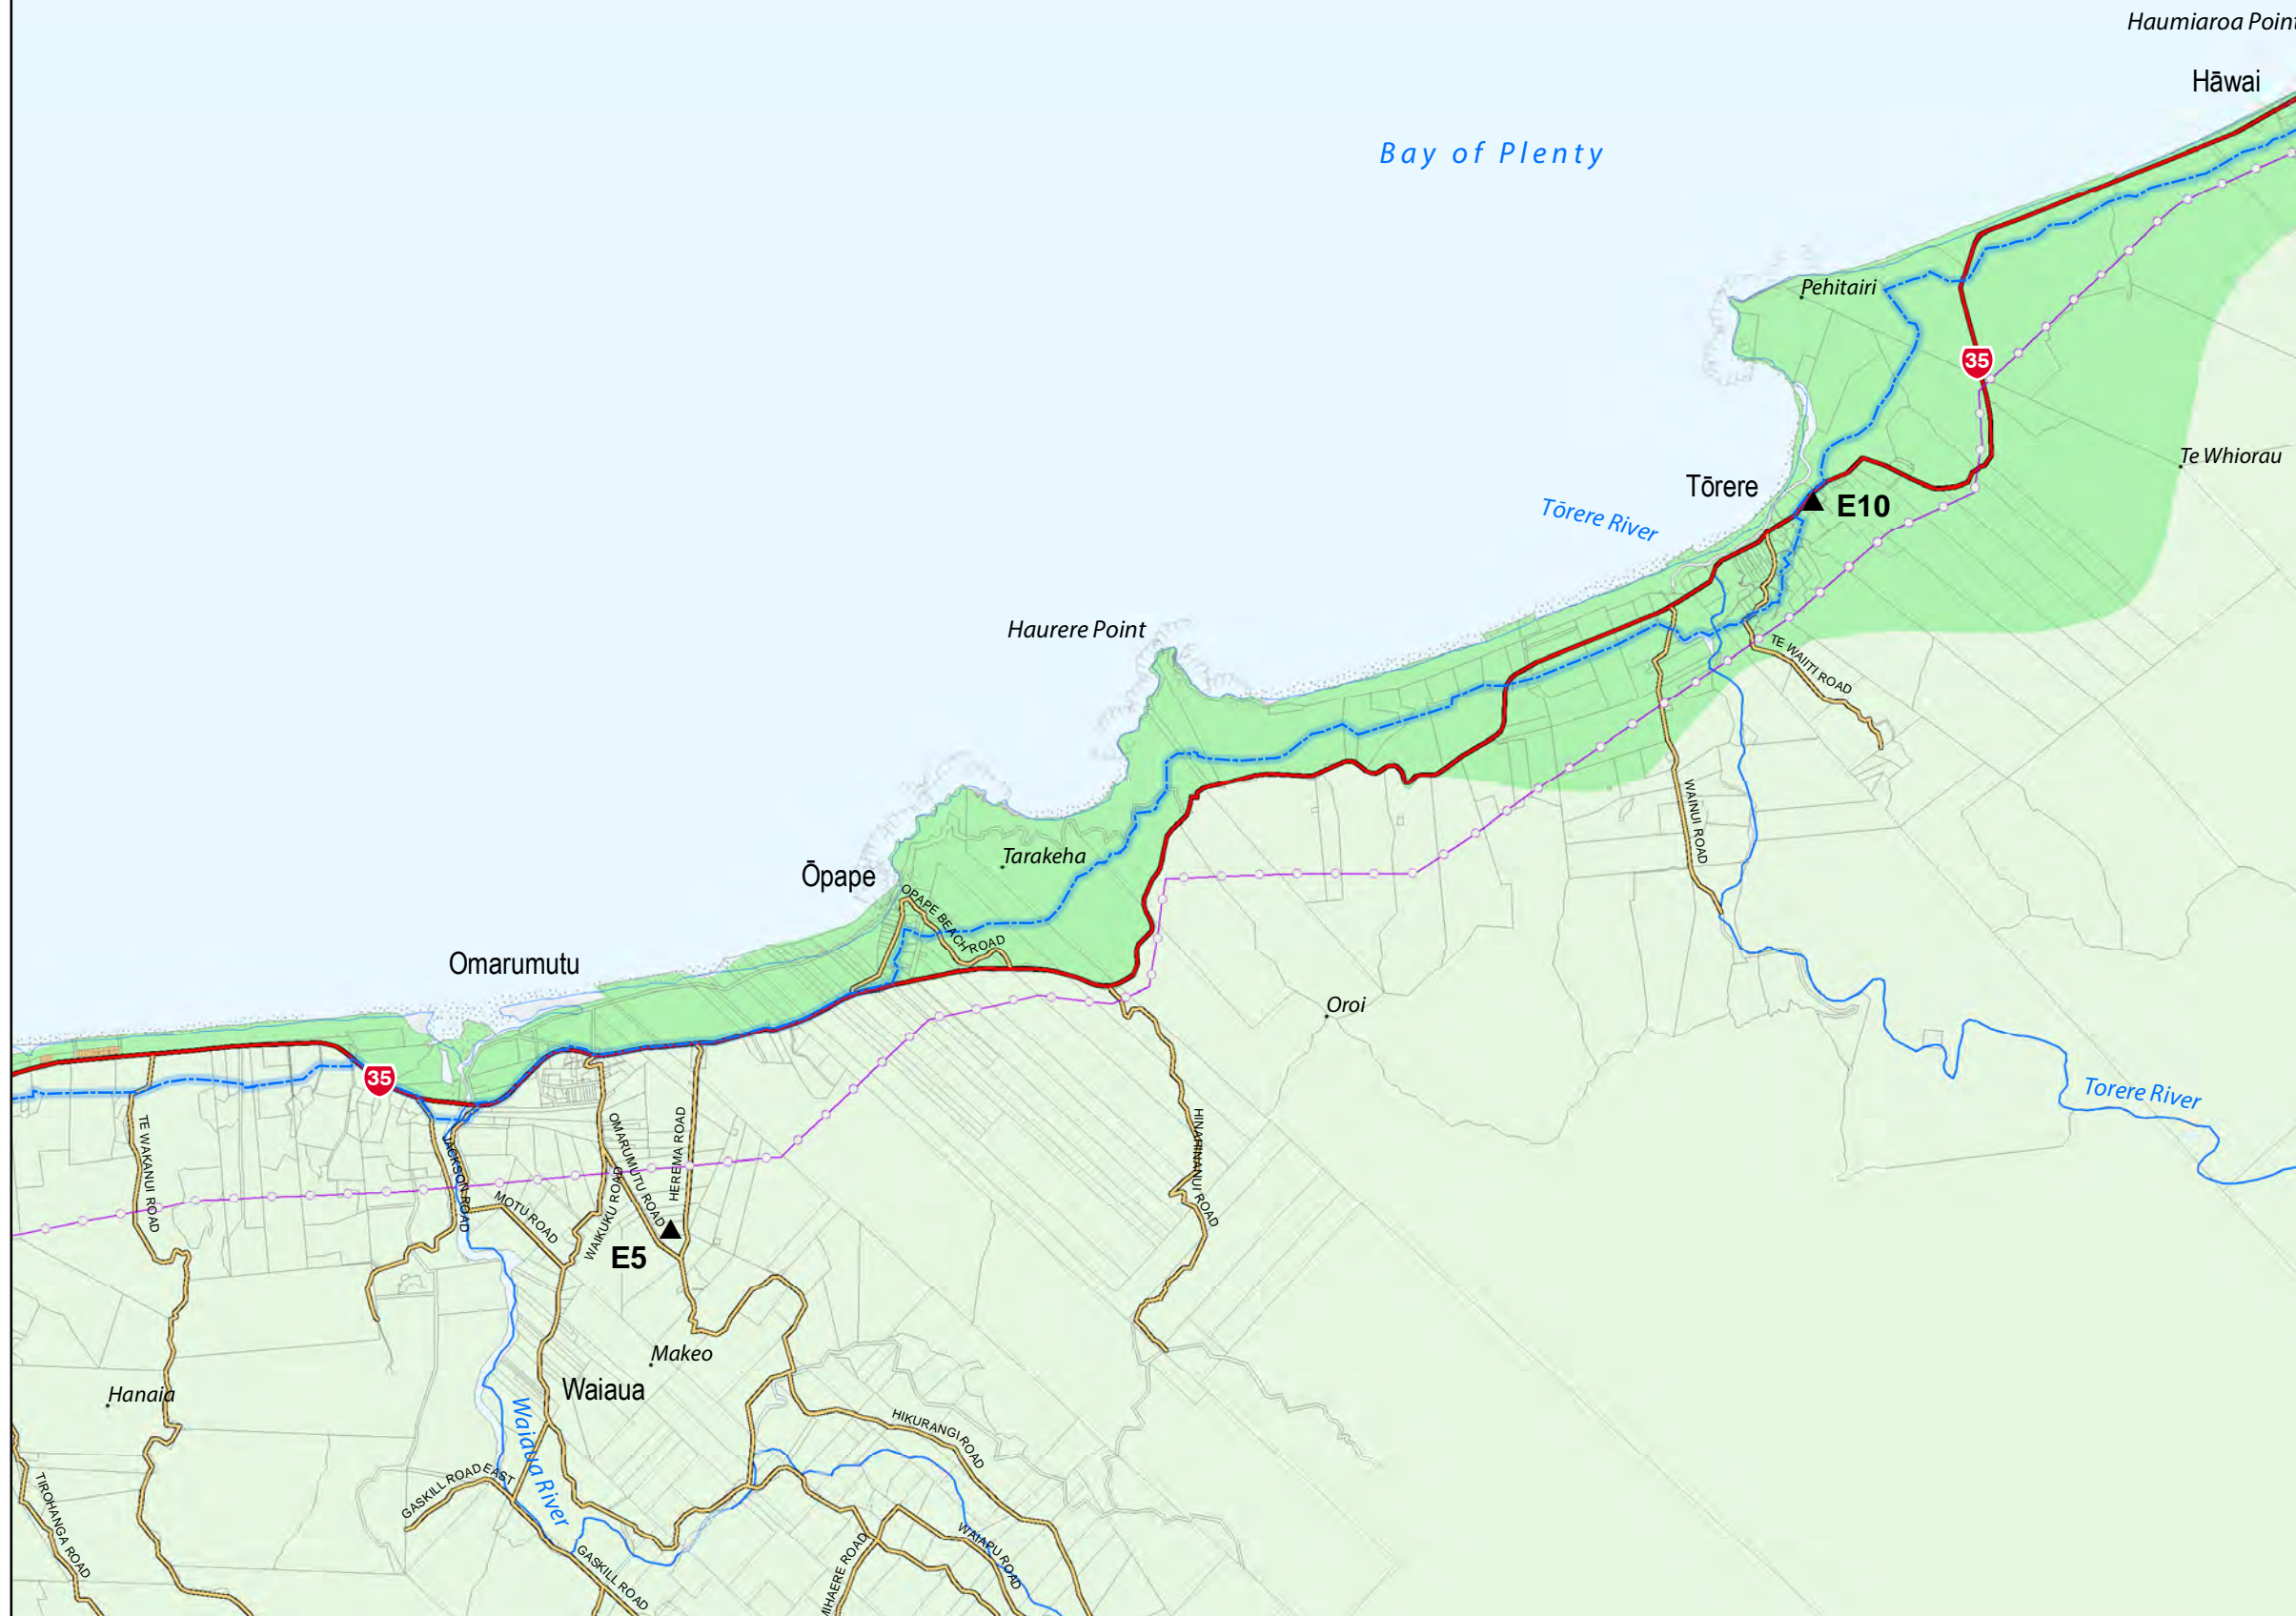 Haumiaroa Point
Hāwai
Bay of Plenty
Pehitairi
35
Te Whiorau
Tōrere
E10
Tōrere River
Haurere Point
TE WAIITI ROAD
WAINUI ROAD
Tarakeha
Ōpape
OPAPE BEACH ROAD
Omarumutu
Oroi
35
Torere River
TE WAKANUI ROAD
JACKSON ROAD
OMARUMUTU ROAD
HEREMA ROAD
HINARINANUI ROAD
MOTU ROAD
WAIKUKU ROAD
E5
Makeo
Waiaua
Hanaia
Waiaua River
HIKURANGI ROAD
GASKILL ROAD EAST
TIROHANGA ROAD
GASKILL ROAD
WAIAPU ROAD
IHAERE ROAD